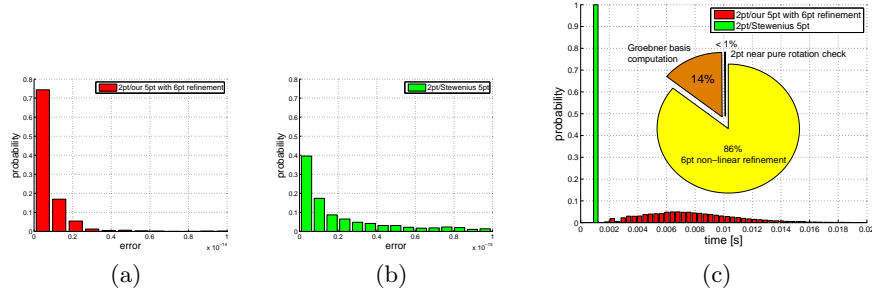 2pt/our 5pt with 6pt refinement
probability
0.8
0.7
0.6
0.5
0.4
0.3
0.2
0.1
0
0 0.2 0.4 0.6 0.8 1
error
(a)
2pt/Stewenius 5pt
probability
0.8
0.7
0.6
0.5
0.4
0.3
0.2
0.1
0
0 0.2 0.4 0.6 0.8 1
error
(b)
2pt/our 5pt with 6pt refinement
2pt/Stewenius 5pt
< 1%
2pt near pure rotation check
Groebner basis
computation
14%
86%
6pt non-linear refinement
probability
1
0.9
0.8
0.7
0.6
0.5
0.4
0.3
0.2
0.1
0
0 0.002 0.004 0.006 0.008 0.01 0.012 0.014 0.016 0.018 0.02
time [s]
(c)